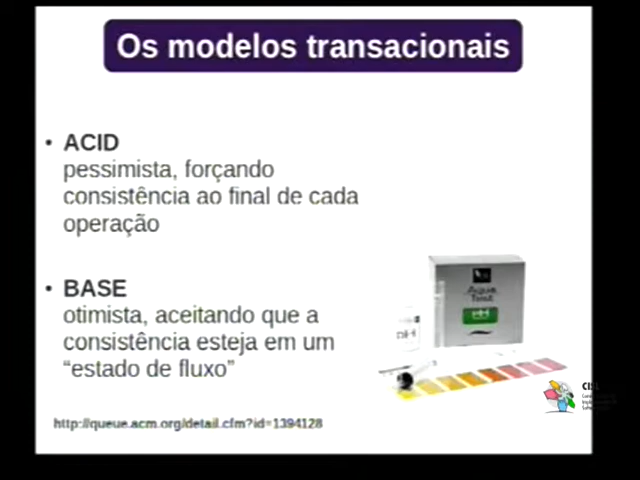 Os modelos transacionais
• ACID
pessimista, forçando
consistência ao final de cada
operação
• BASE
otimista, aceitando que a
consistência esteja em um
“estado de fluxo”
http://queue.acm.org/detail.cfm?id=1394128
pH